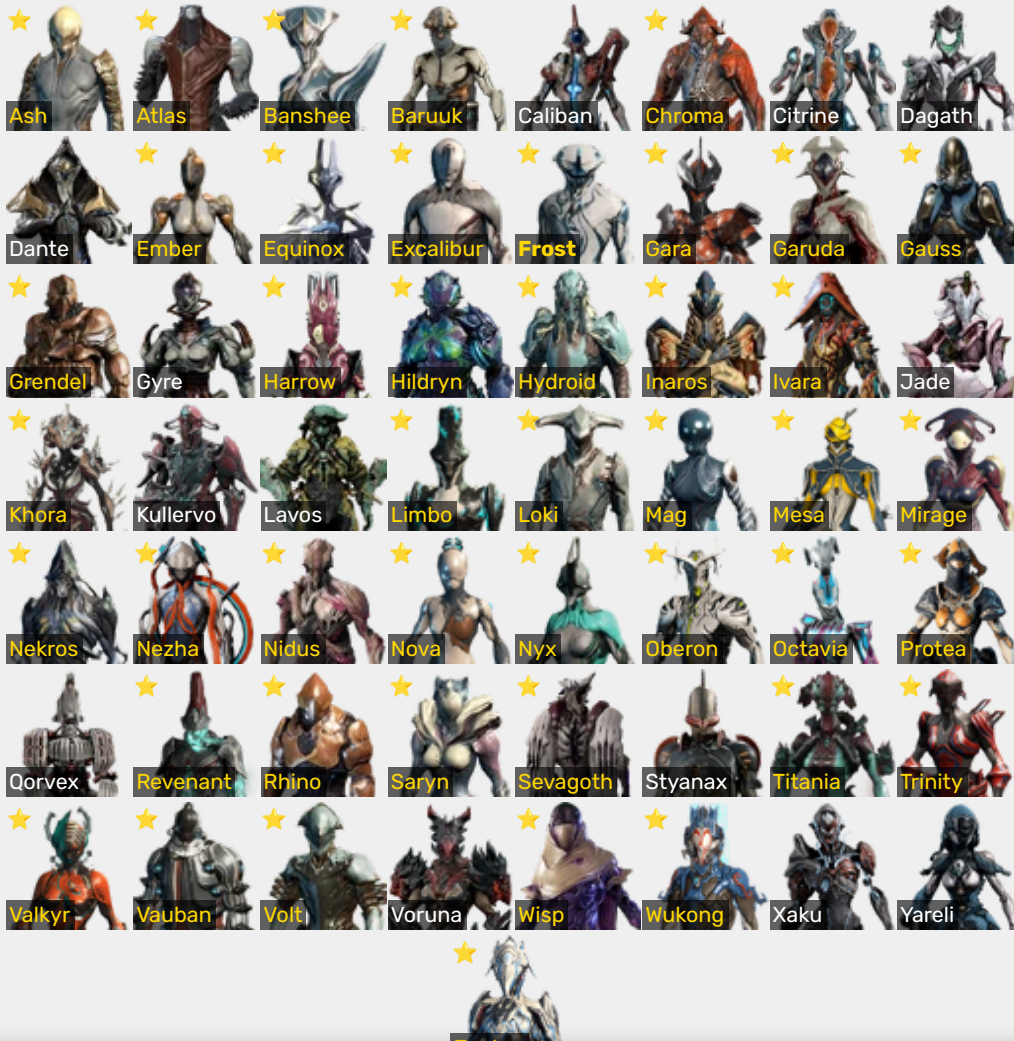 Ash Atlas Banshee Baruuk Caliban Chroma Citrine Dagath
Dante Ember Equinox Excalibur Frost Gara Garuda Gauss
Grendel Gyre Harrow Hildryn Hydroid Inaros Ivara Jade
Khora Kullervo Lavos Limbo Loki Mag Mesa Mirage
Nekros Nezha Nidus Nova Nyx Oberon Octavia Protea
Qorvex Revenant Rhino Saryn Sevagoth Styanax Titania Trinity
Valkyr Vauban Volt Voruna Wisp Wukong Xaku Yareli